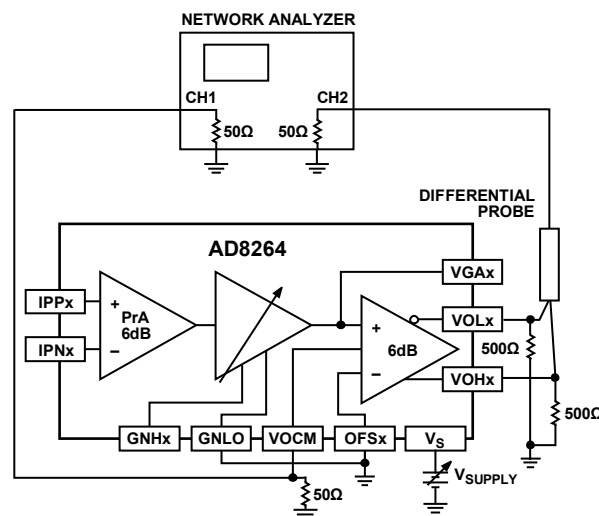 NETWORK ANALYZER
CH1
CH2
50Ω
50Ω
DIFFERENTIAL
PROBE
AD8264
VGAx
IPPx
+
PrA
6dB
IPNx
–
+
6dB
–
VOLx
500Ω
VOHx
500Ω
GNHx
GNLO
VOCM
OFSx
VS
50Ω
VSUPPLY